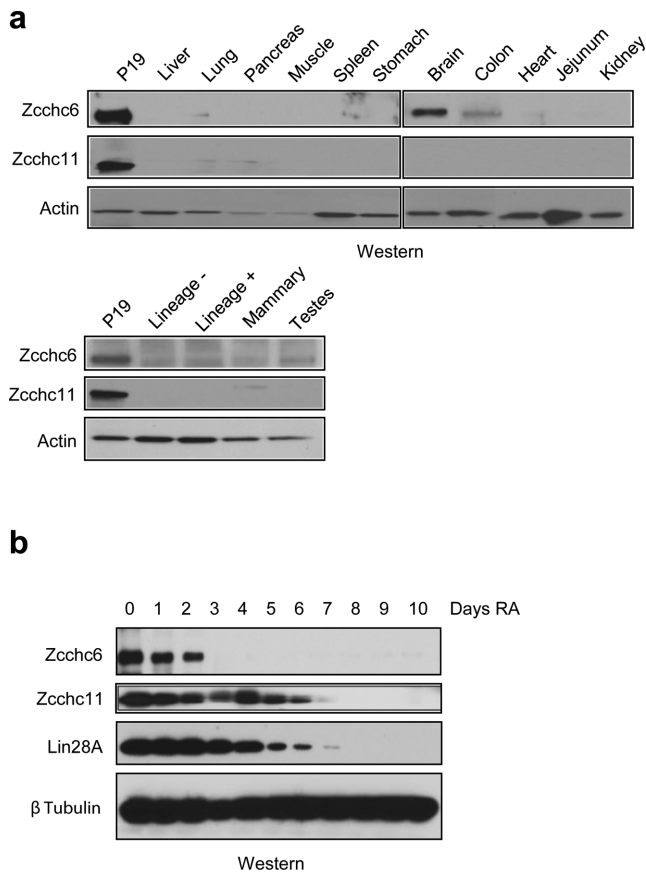 a
P19 Liver Lung Pancreas Muscle Spleen Stomach Brain Colon Heart Jejunum Kidney
Zcchc6
Zcchc11
Actin
Western
P19 Lineage - Lineage + Mammary Testes
Zcchc6
Zcchc11
Actin
b
0 1 2 3 4 5 6 7 8 9 10 Days RA
Zcchc6
Zcchc11
Lin28A
β Tubulin
Western